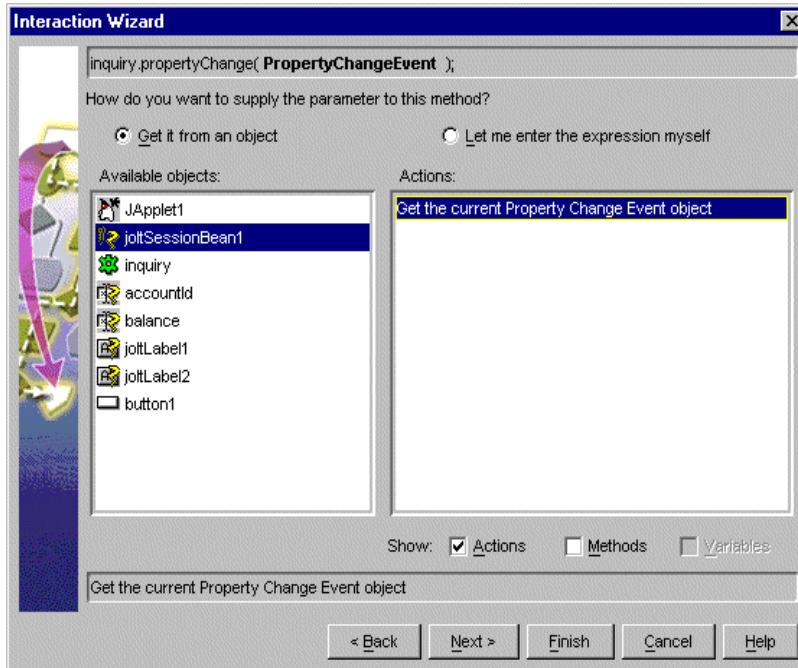 Interaction Wizard
inquiry.propertyChange( PropertyChangeEvent );
How do you want to supply the parameter to this method?
Get it from an object
Let me enter the expression myself
Available objects:
Actions:
JApplet1
joltSessionBean1
inquiry
accountId
balance
joltLabel1
joltLabel2
button1
Get the current Property Change Event object
Show: Actions Methods Variables
Get the current Property Change Event object
< Back Next > Finish Cancel Help